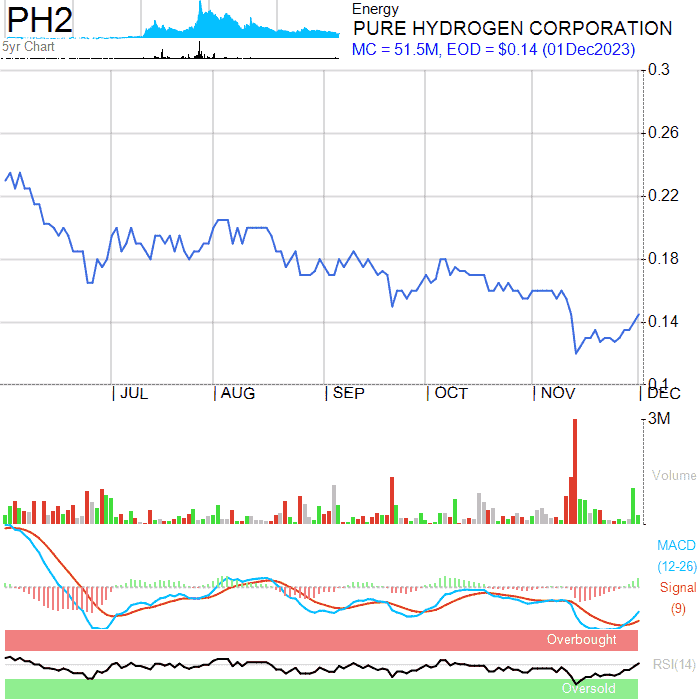 PH2
Energy
PURE HYDROGEN CORPORATION
5yr Chart
MC = 51.5M, EOD = $0.14 (01Dec2023)
0.3
0.26
0.22
0.18
0.14
0.1
JUL AUG SEP OCT NOV DEC
3M
Volume
MACD
(12-26)
Signal
(9)
Overbought
RSI(14)
Oversold